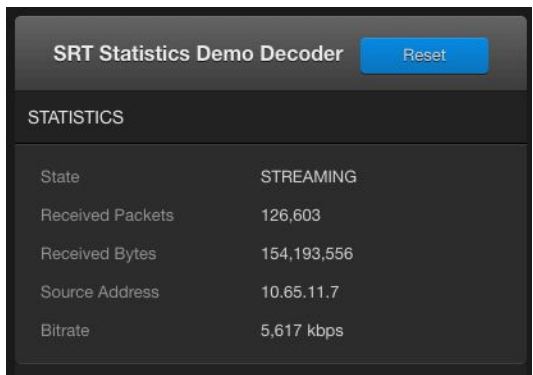 SRT Statistics Demo Decoder Reset
STATISTICS
State STREAMING
Received Packets 126,603
Received Bytes 154,193,556
Source Address 10.65.11.7
Bitrate 5,617 kbps